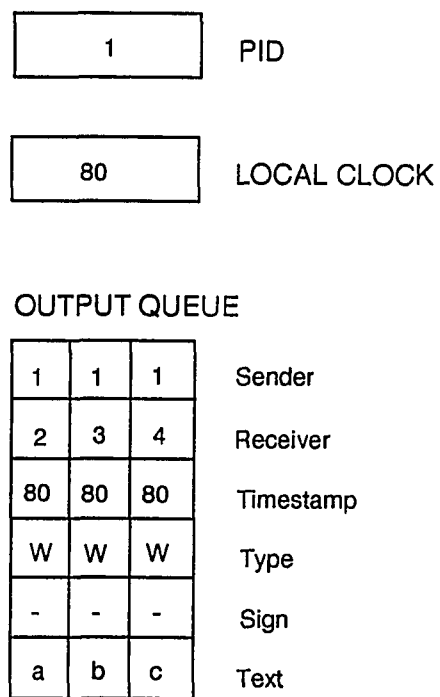 1 PID
80 LOCAL CLOCK
OUTPUT QUEUE
1 1 1 Sender
2 3 4 Receiver
80 80 80 Timestamp
W W W Type
- - - Sign
a b c Text